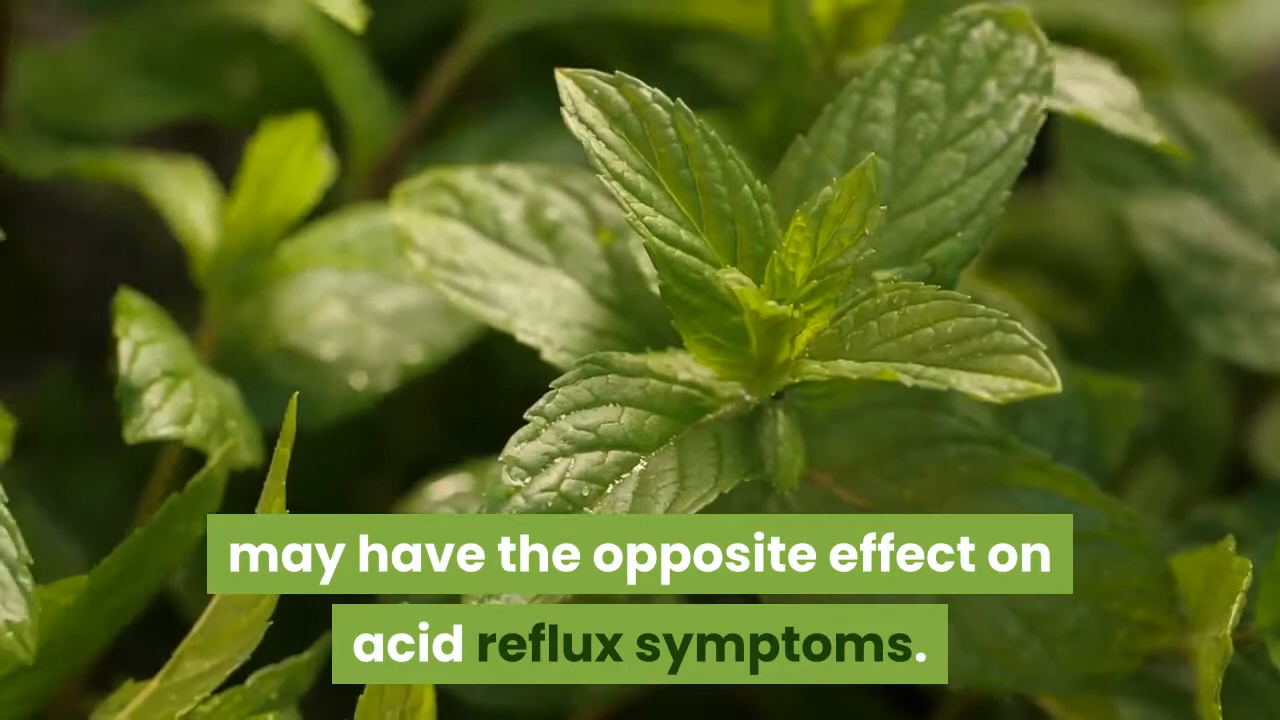 may have the opposite effect on
acid reflux symptoms.